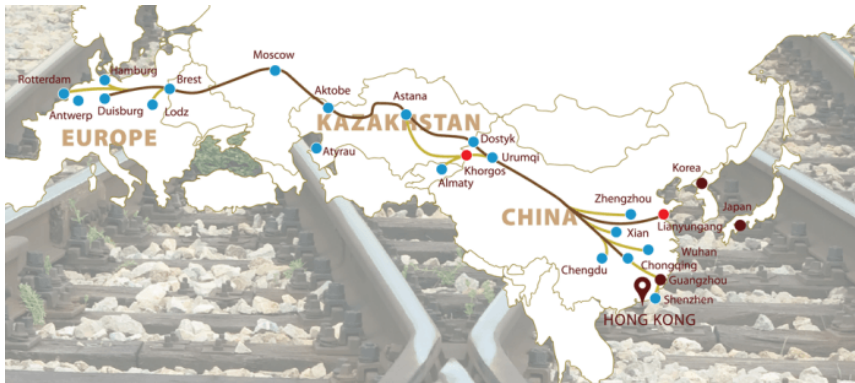 Moscow
Rotterdam
Hamburg
Brest
Antwerp
Duisburg
Lodz
EUROPE
Aktobe
Astana
KAZAKHSTAN
Atyrau
Dostyk
Urumqi
Khorgos
Almaty
Korea
Zhengzhou
Japan
CHINA
Lianyungang
Xian
Wuhan
Chengdu
Chongqing
Guangzhou
Shenzhen
HONG KONG